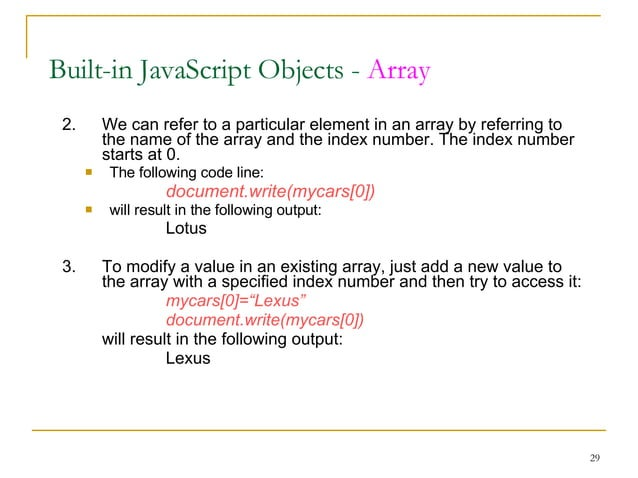 Built-in JavaScript Objects - Array
2. We can refer to a particular element in an array by referring to
the name of the array and the index number. The index number
starts at 0.
The following code line:
document.write(mycars[0])
will result in the following output:
Lotus
3. To modify a value in an existing array, just add a new value to
the array with a specified index number and then try to access it:
mycars[0]=“Lexus”
document.write(mycars[0])
will result in the following output:
Lexus
29